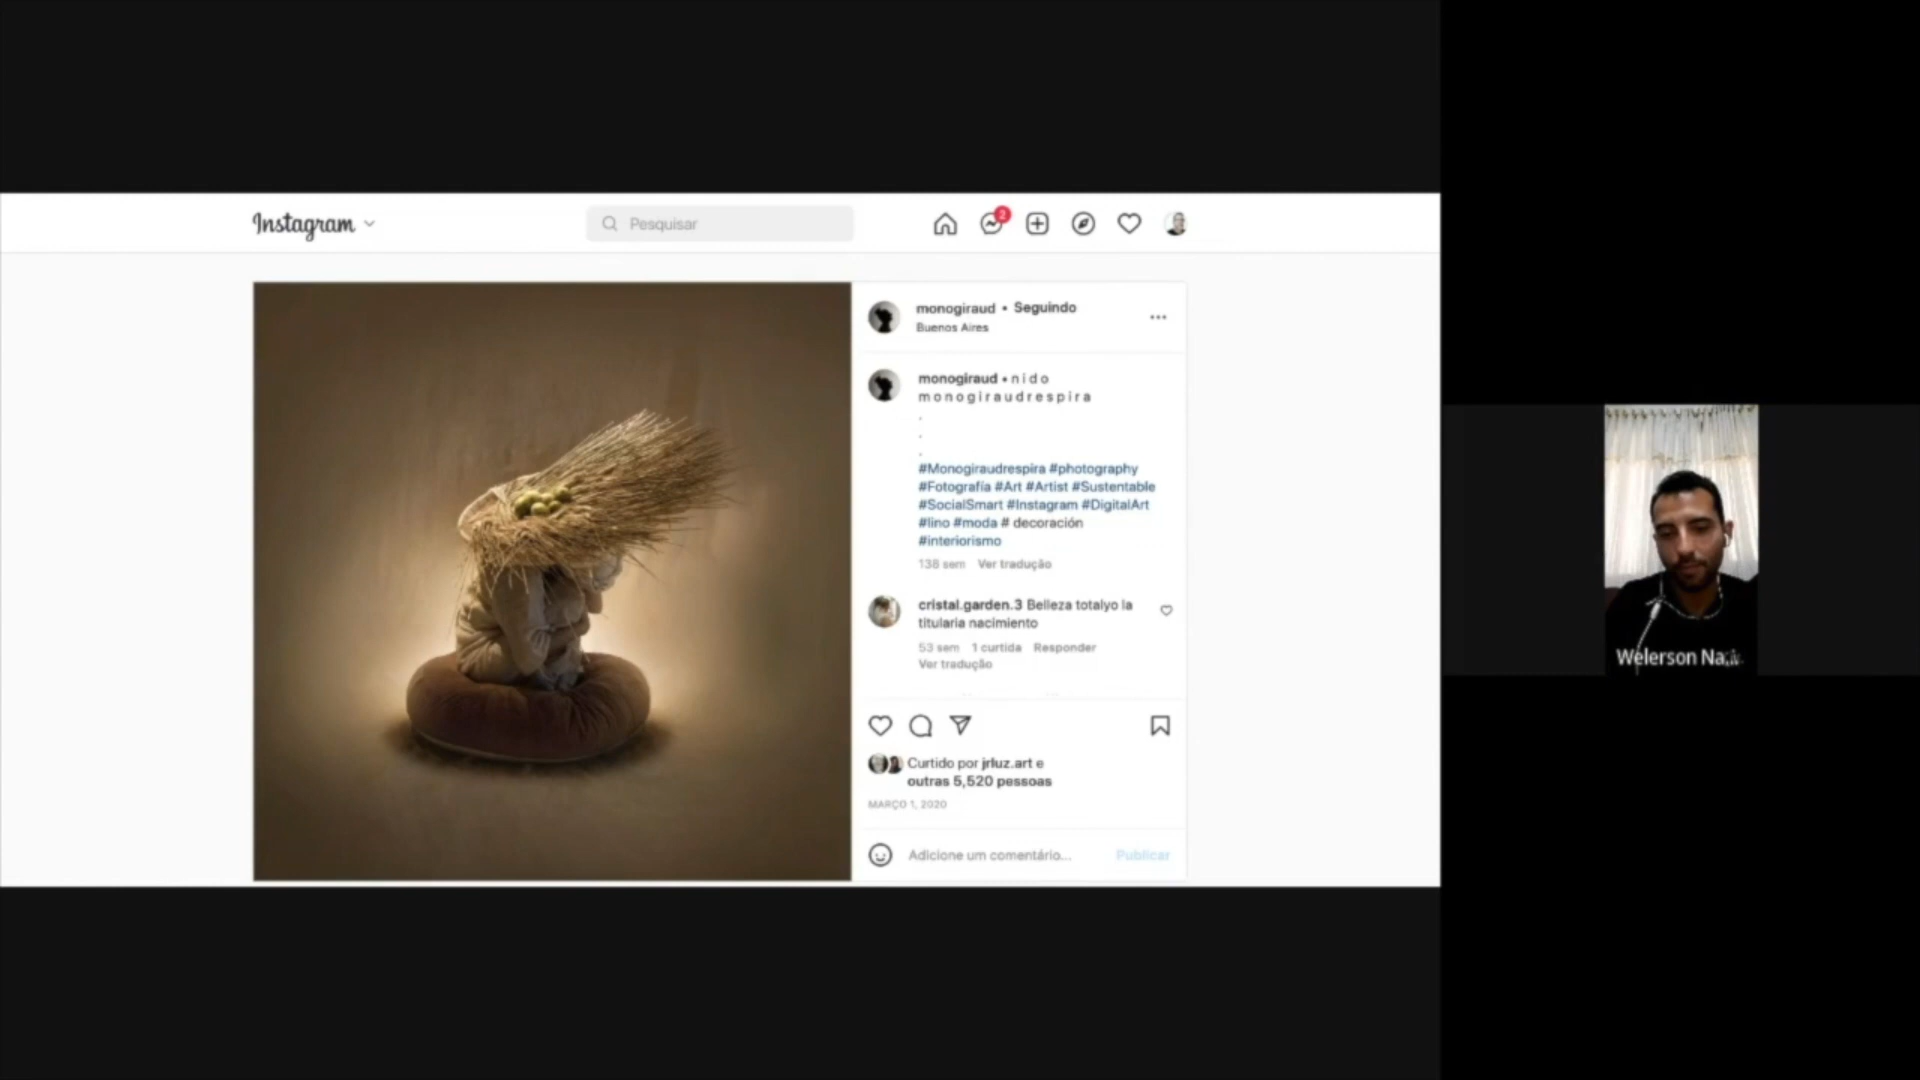 Instagram
Pesquisar
2
monogiraud • Seguindo
Buenos Aires
monogiraud • n i d o
m o n o g i r a u d r e s p i r a
.
.
.
#Monogiraudrespira #photography
#Fotografía #Art #Artist #Sustentable
#SocialSmart #Instagram #DigitalArt
#lino #moda # decoración
#interiorismo
138 sem Ver tradução
cristal.garden.3 Belleza totalyo la
titularia nacimiento
53 sem 1 curtida Responder
Ver tradução
Curtido por jrluz.art e
outras 5,520 pessoas
MARÇO 1, 2020
Adicione um comentário... Publicar
Welerson